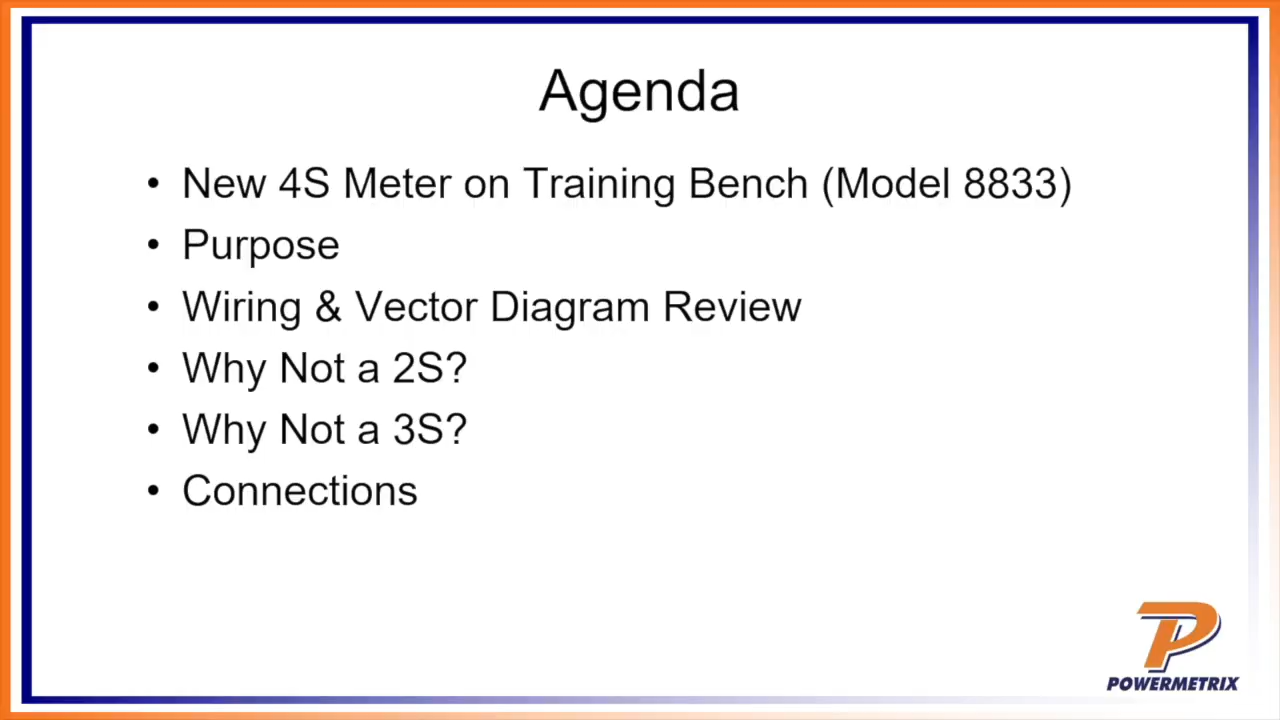 Agenda
• New 4S Meter on Training Bench (Model 8833)
• Purpose
• Wiring & Vector Diagram Review
• Why Not a 2S?
• Why Not a 3S?
• Connections
POWERMETRIX